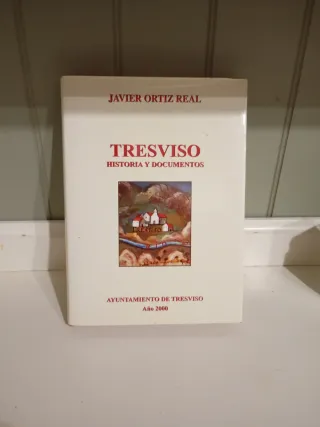 JAVIER ORTIZ REAL
TRESVISO
HISTORIA Y DOCUMENTOS
AYUNTAMIENTO DE TRESVISO
Año 2000